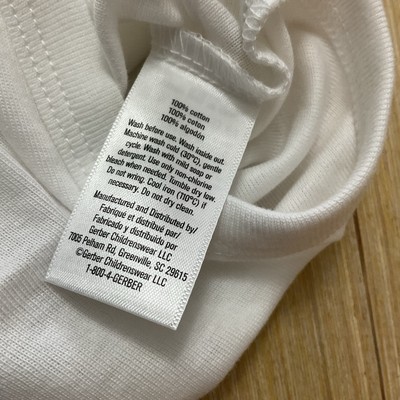 100% cotton
100% coton
100% algodón
Wash before use. Wash inside out.
Machine wash cold (30°C), gentle
cycle. Wash with mild soap or
detergent. Use only non-chlorine
bleach when needed. Tumble dry low.
Do not wring. Cool iron (110°C) if
necessary. Do not dry clean.
Manufactured and Distributed by/
Fabriqué et distribué par/
Fabricado y distribuido por
Gerber Childrenswear LLC
7005 Pelham Rd, Greenville, SC 29615
©Gerber Childrenswear LLC
1-800-4-GERBER